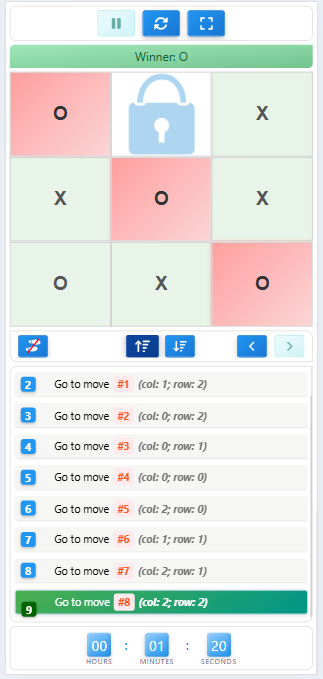 Winner: O
O X
X O X
O X O
2 Go to move #1 (col: 1; row: 2)
3 Go to move #2 (col: 0; row: 2)
4 Go to move #3 (col: 0; row: 1)
5 Go to move #4 (col: 0; row: 0)
6 Go to move #5 (col: 2; row: 0)
7 Go to move #6 (col: 1; row: 1)
8 Go to move #7 (col: 2; row: 1)
9 Go to move #8 (col: 2; row: 2)
00 : 01 : 20
HOURS MINUTES SECONDS